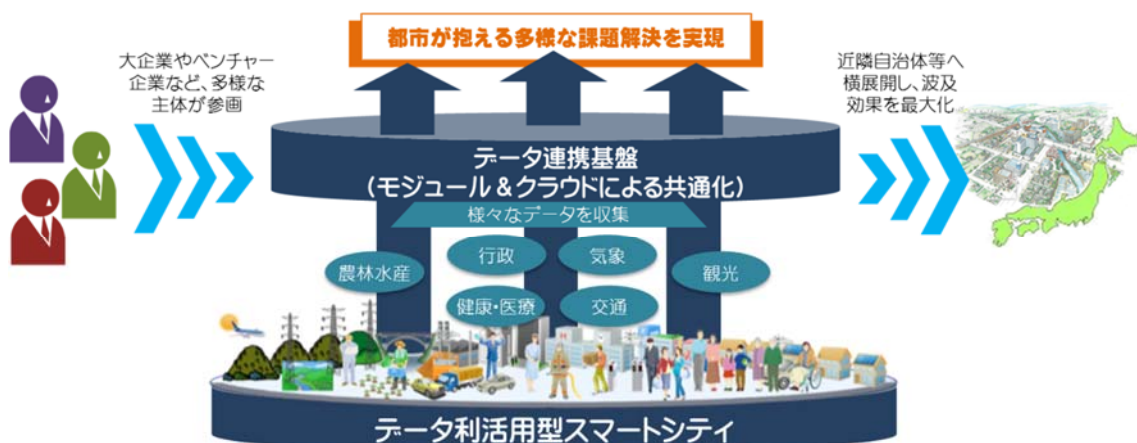 都市が抱える多様な課題解決を実現
大企業やベンチャー
企業など、多様な
主体が参画
近隣自治体等へ
横展開し、波及
効果を最大化
データ連携基盤
(モジュール&クラウドによる共通化)
様々なデータを収集
農林水産
行政
気象
観光
健康・医療
交通
データ利活用型スマートシティ